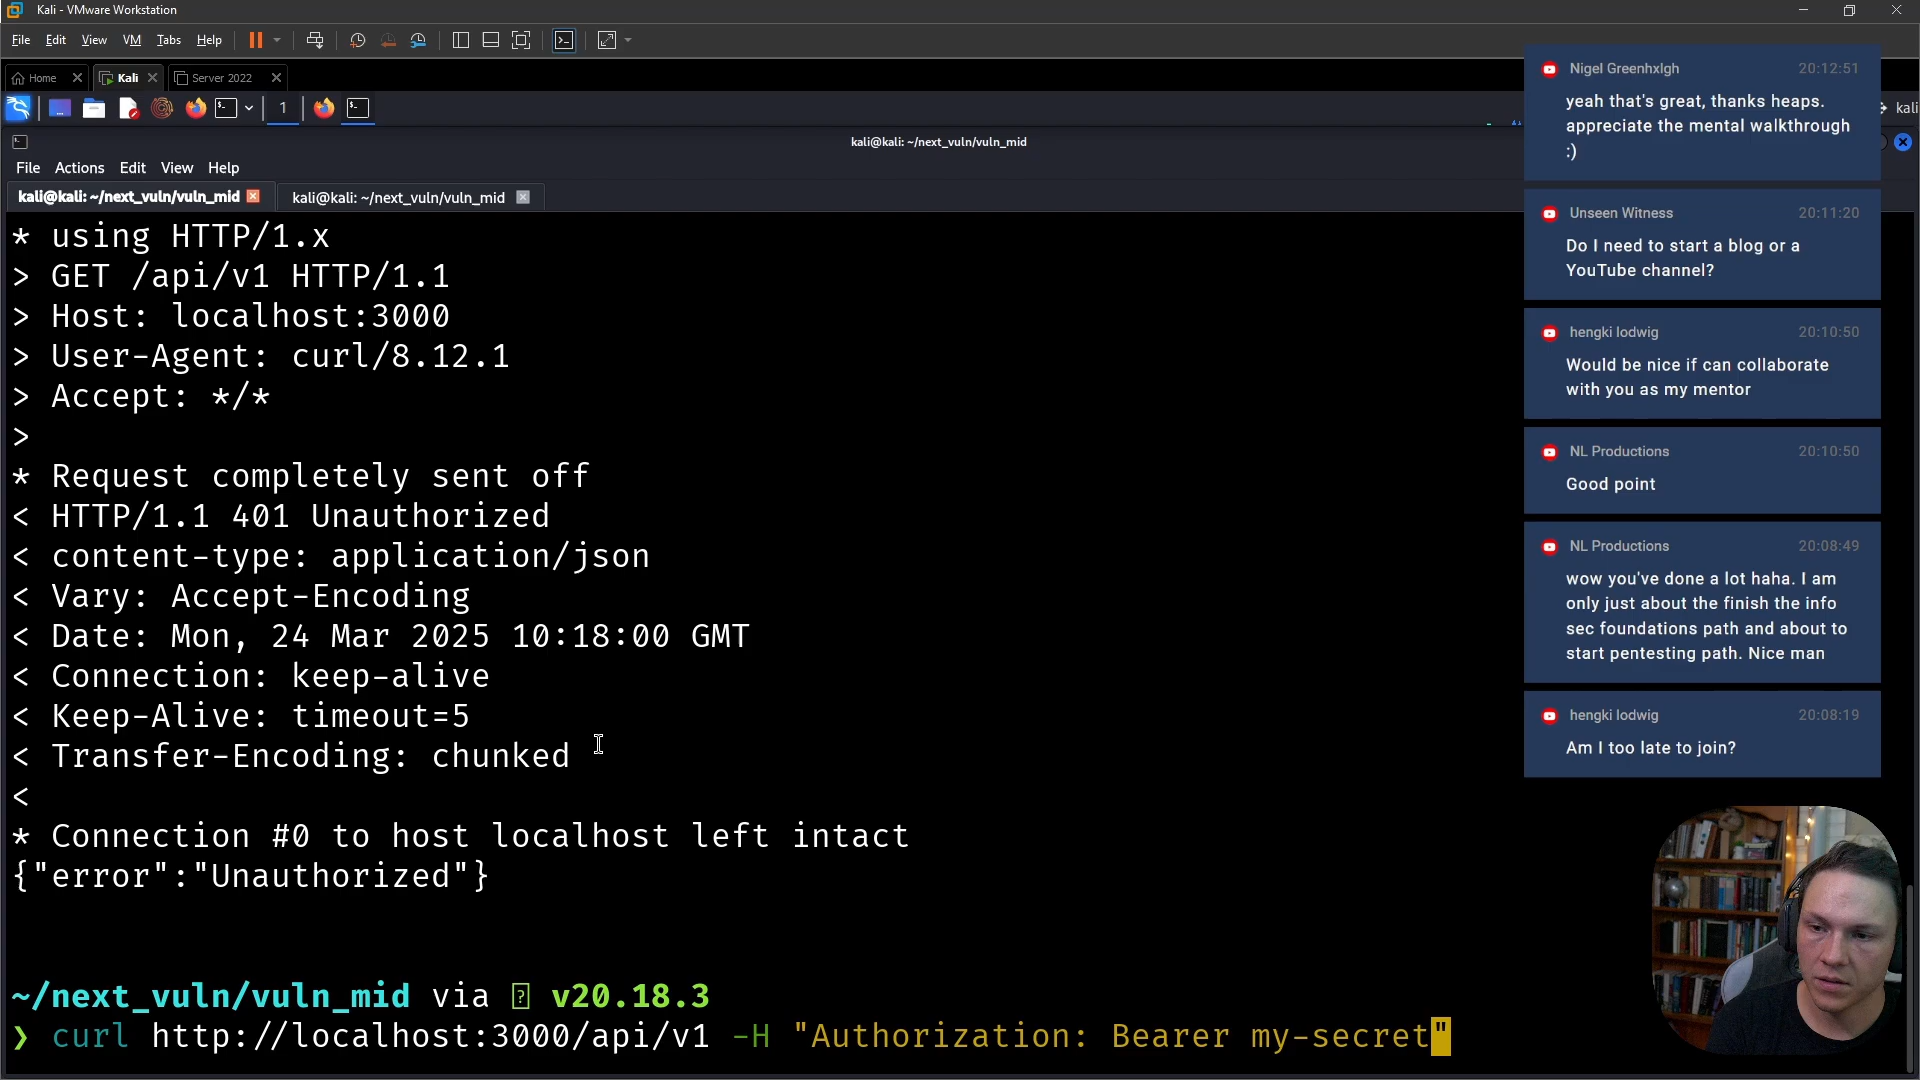 Kali - VMware Workstation
File Edit View VM Tabs Help
Home Kali Server 2022
1
kali
kali@kali: ~/next_vuln/vuln_mid
File Actions Edit View Help
kali@kali: ~/next_vuln/vuln_mid kali@kali: ~/next_vuln/vuln_mid
* using HTTP/1.x
> GET /api/v1 HTTP/1.1
> Host: localhost:3000
> User-Agent: curl/8.12.1
> Accept: */*
>
* Request completely sent off
< HTTP/1.1 401 Unauthorized
< content-type: application/json
< Vary: Accept-Encoding
< Date: Mon, 24 Mar 2025 10:18:00 GMT
< Connection: keep-alive
< Keep-Alive: timeout=5
< Transfer-Encoding: chunked
<
* Connection #0 to host localhost left intact
{"error":"Unauthorized"}
~/next_vuln/vuln_mid via v20.18.3
❯ curl http://localhost:3000/api/v1 -H "Authorization: Bearer my-secret"
Nigel Greenhxlgh 20:12:51
yeah that's great, thanks heaps.
appreciate the mental walkthrough
:)
Unseen Witness 20:11:20
Do I need to start a blog or a
YouTube channel?
hengki lodwig 20:10:50
Would be nice if can collaborate
with you as my mentor
NL Productions 20:10:50
Good point
NL Productions 20:08:49
wow you've done a lot haha. I am
only just about the finish the info
sec foundations path and about to
start pentesting path. Nice man
hengki lodwig 20:08:19
Am I too late to join?